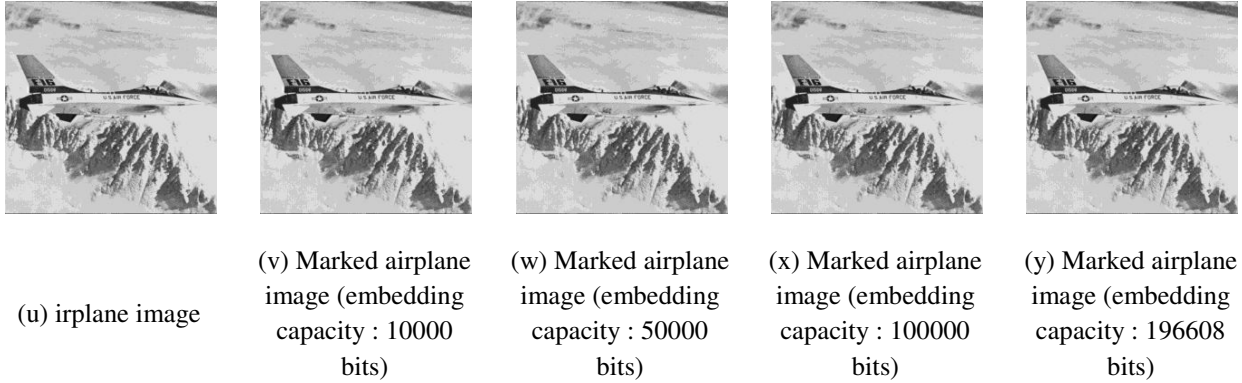 F16
U.S. AIR FORCE
F16
U.S. AIR FORCE
F16
U.S. AIR FORCE
F16
U.S. AIR FORCE
F16
U.S. AIR FORCE
(u) irplane image
(v) Marked airplane
image (embedding
capacity : 10000
bits)
(w) Marked airplane
image (embedding
capacity : 50000
bits)
(x) Marked airplane
image (embedding
capacity : 100000
bits)
(y) Marked airplane
image (embedding
capacity : 196608
bits)